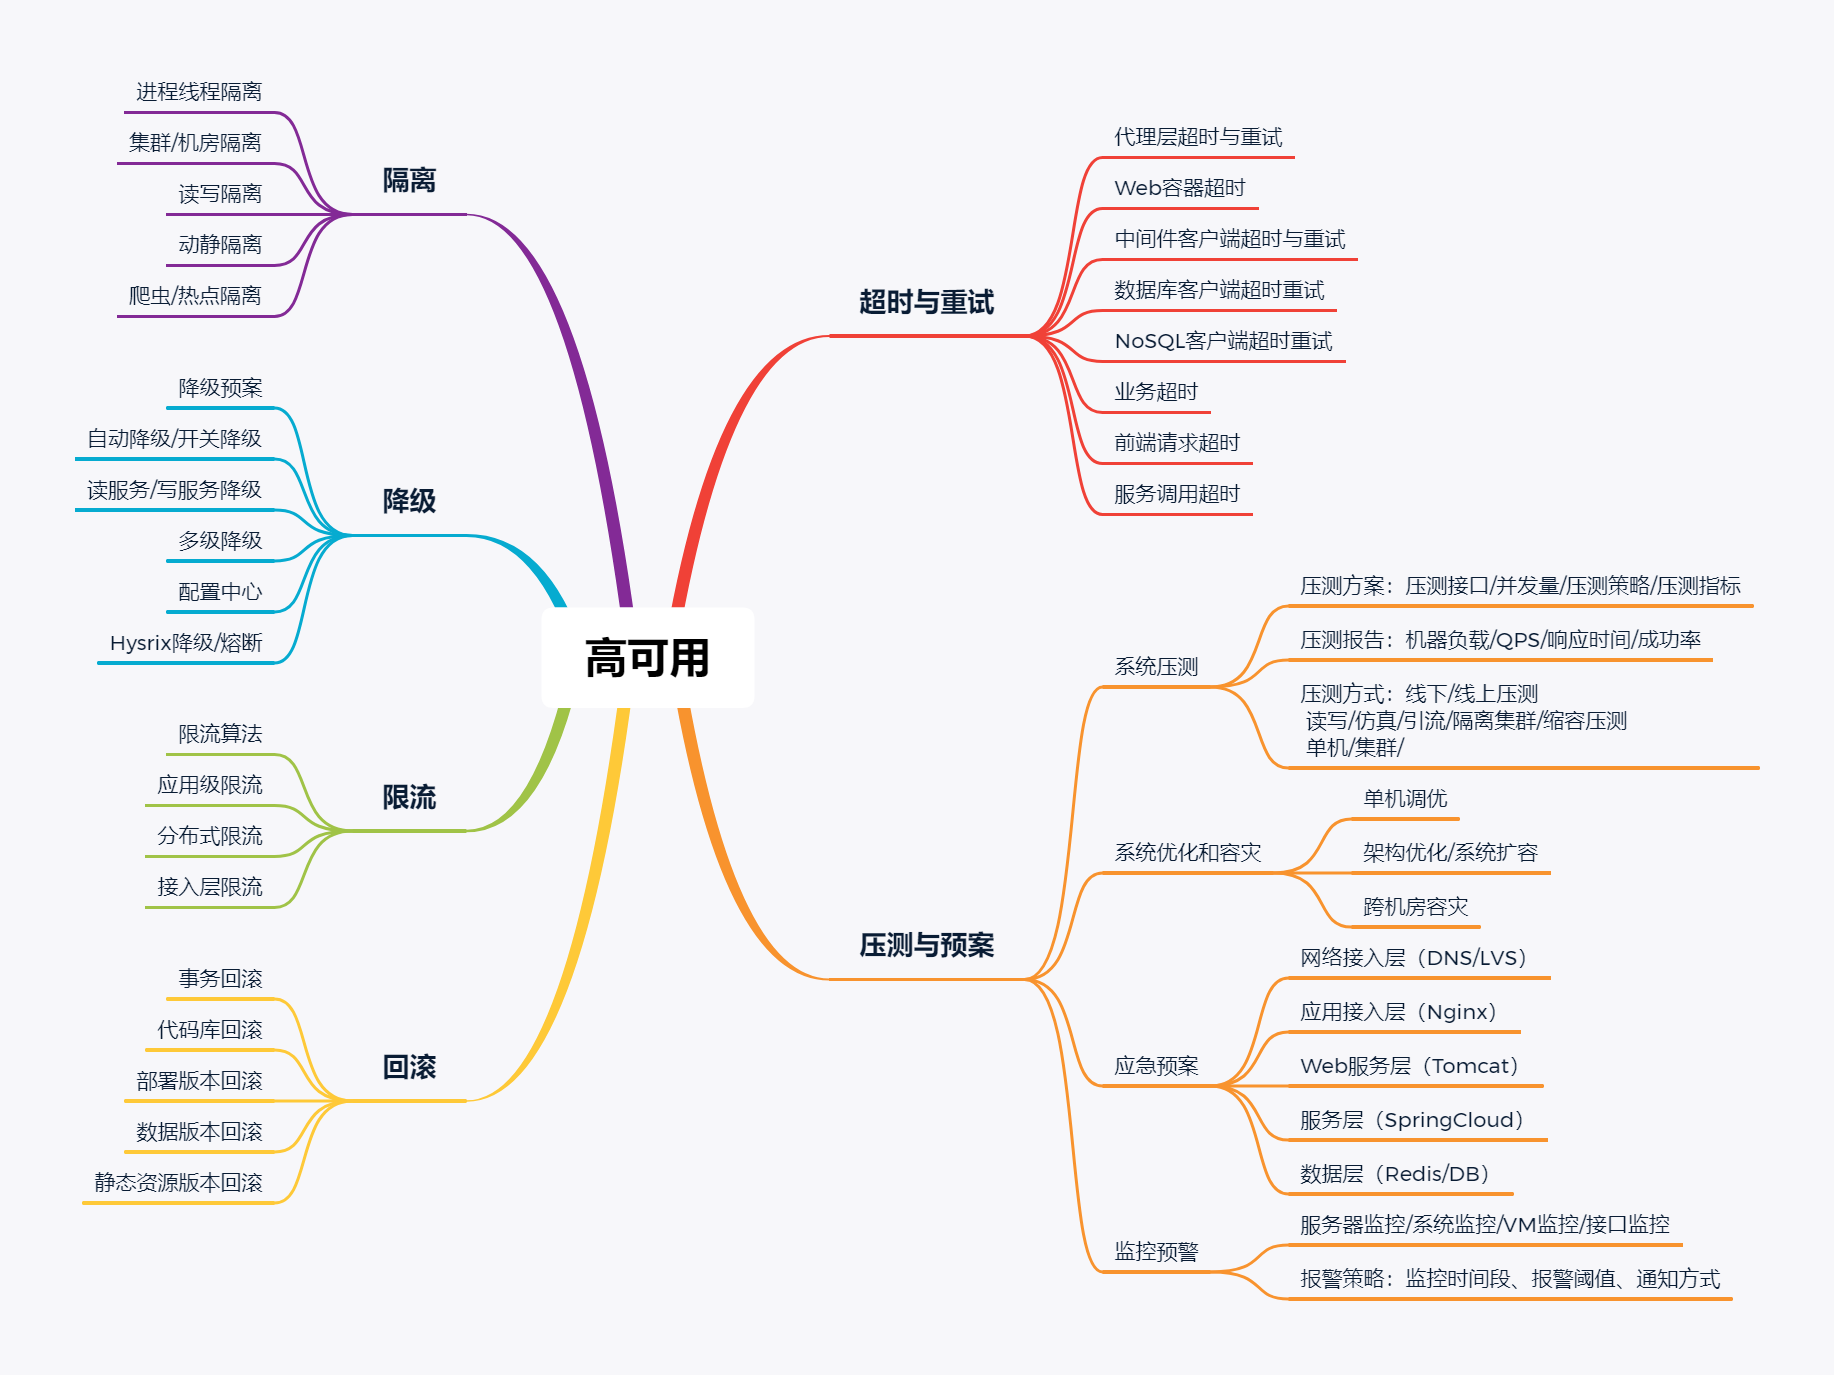 高可用
隔离
进程线程隔离
集群/机房隔离
读写隔离
动静隔离
爬虫/热点隔离
降级
降级预案
自动降级/开关降级
读服务/写服务降级
多级降级
配置中心
Hysrix降级/熔断
限流
限流算法
应用级限流
分布式限流
接入层限流
回滚
事务回滚
代码库回滚
部署版本回滚
数据版本回滚
静态资源版本回滚
超时与重试
代理层超时与重试
Web容器超时
中间件客户端超时与重试
数据库客户端超时重试
NoSQL客户端超时重试
业务超时
前端请求超时
服务调用超时
压测与预案
系统压测
压测方案：压测接口/并发量/压测策略/压测指标
压测报告：机器负载/QPS/响应时间/成功率
压测方式：线下/线上压测
读写/仿真/引流/隔离集群/缩容压测
单机/集群/
系统优化和容灾
单机调优
架构优化/系统扩容
跨机房容灾
应急预案
网络接入层（DNS/LVS）
应用接入层（Nginx）
Web服务层（Tomcat）
服务层（SpringCloud）
数据层（Redis/DB）
监控预警
服务器监控/系统监控/VM监控/接口监控
报警策略：监控时间段、报警阈值、通知方式